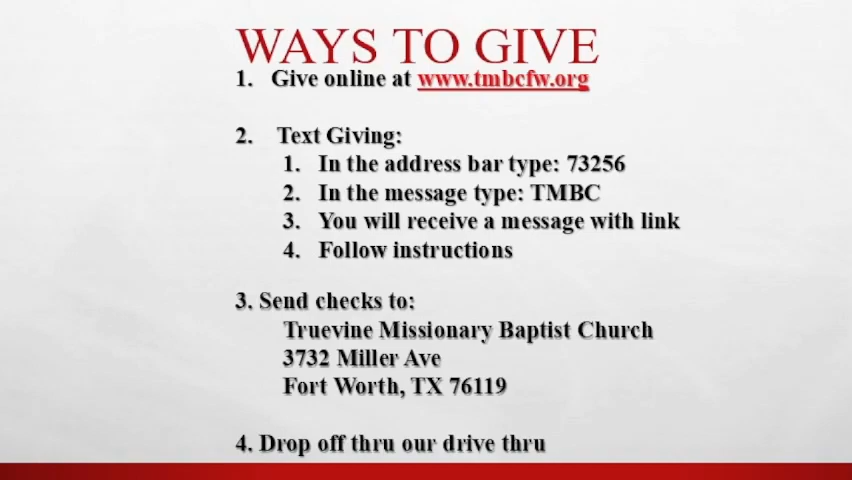 WAYS TO GIVE
1. Give online at www.tmbcfw.org
2. Text Giving:
1. In the address bar type: 73256
2. In the message type: TMBC
3. You will receive a message with link
4. Follow instructions
3. Send checks to:
Truevine Missionary Baptist Church
3732 Miller Ave
Fort Worth, TX 76119
4. Drop off thru our drive thru